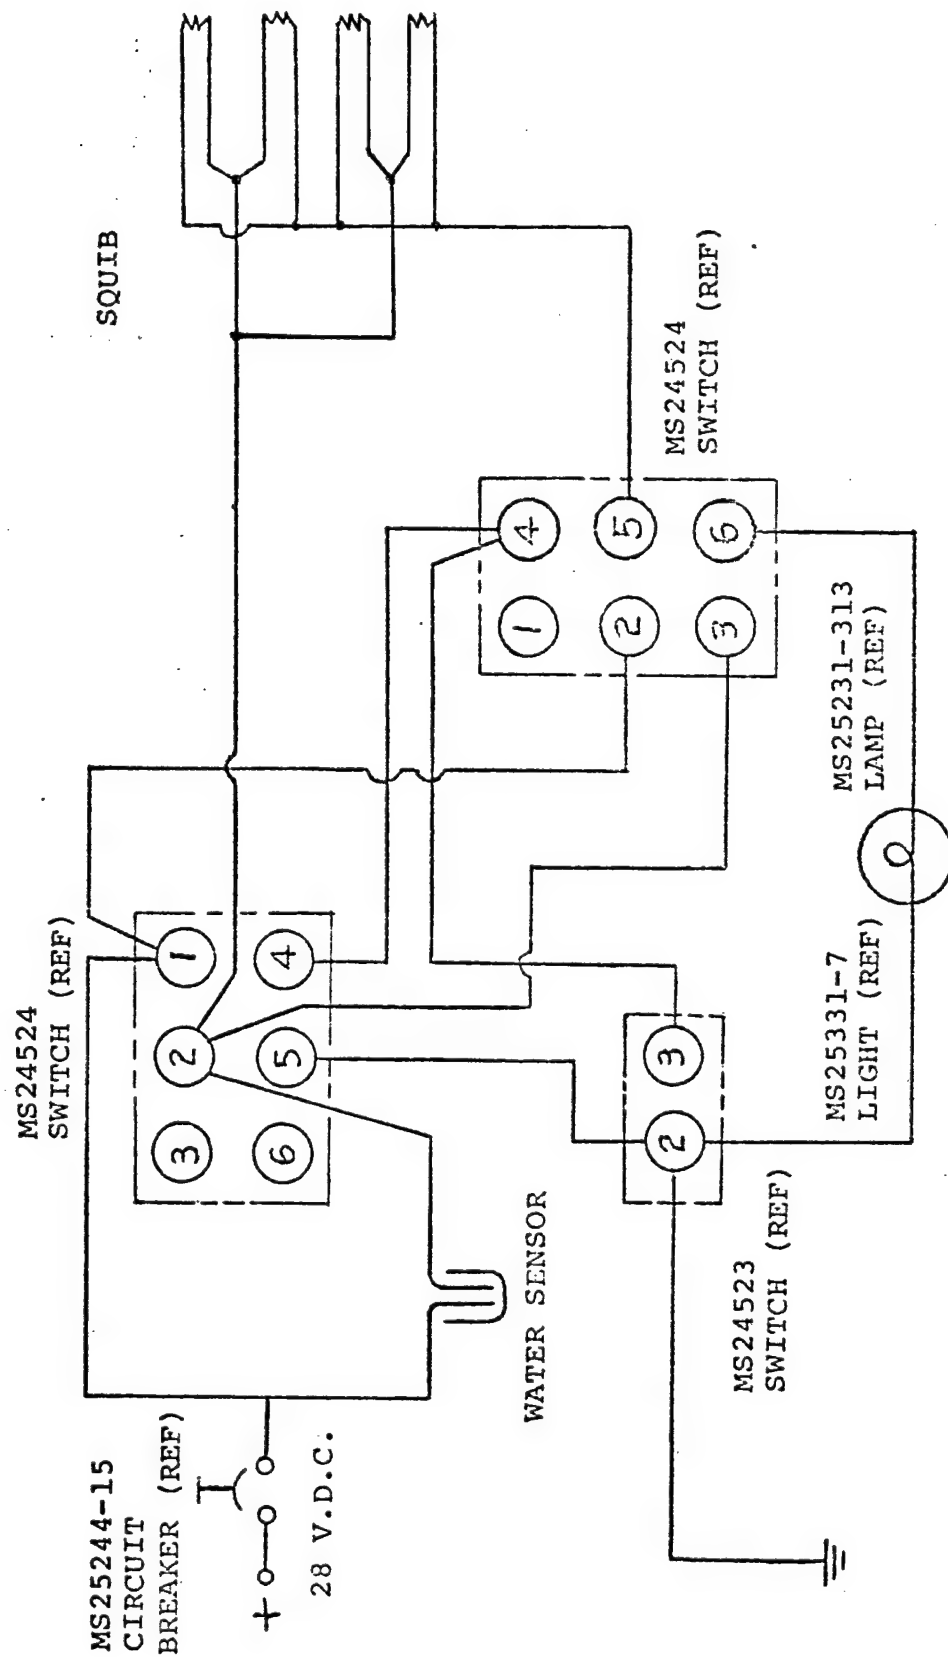 MS25244-15
CIRCUIT
BREAKER (REF)
+
28 V.D.C.
MS24524
SWITCH (REF)
3
2
1
6
5
4
WATER SENSOR
MS24523
SWITCH (REF)
2
3
MS25331-7
LIGHT (REF)
MS25231-313
LAMP (REF)
1
4
2
5
3
6
MS24524
SWITCH (REF)
SQUIB